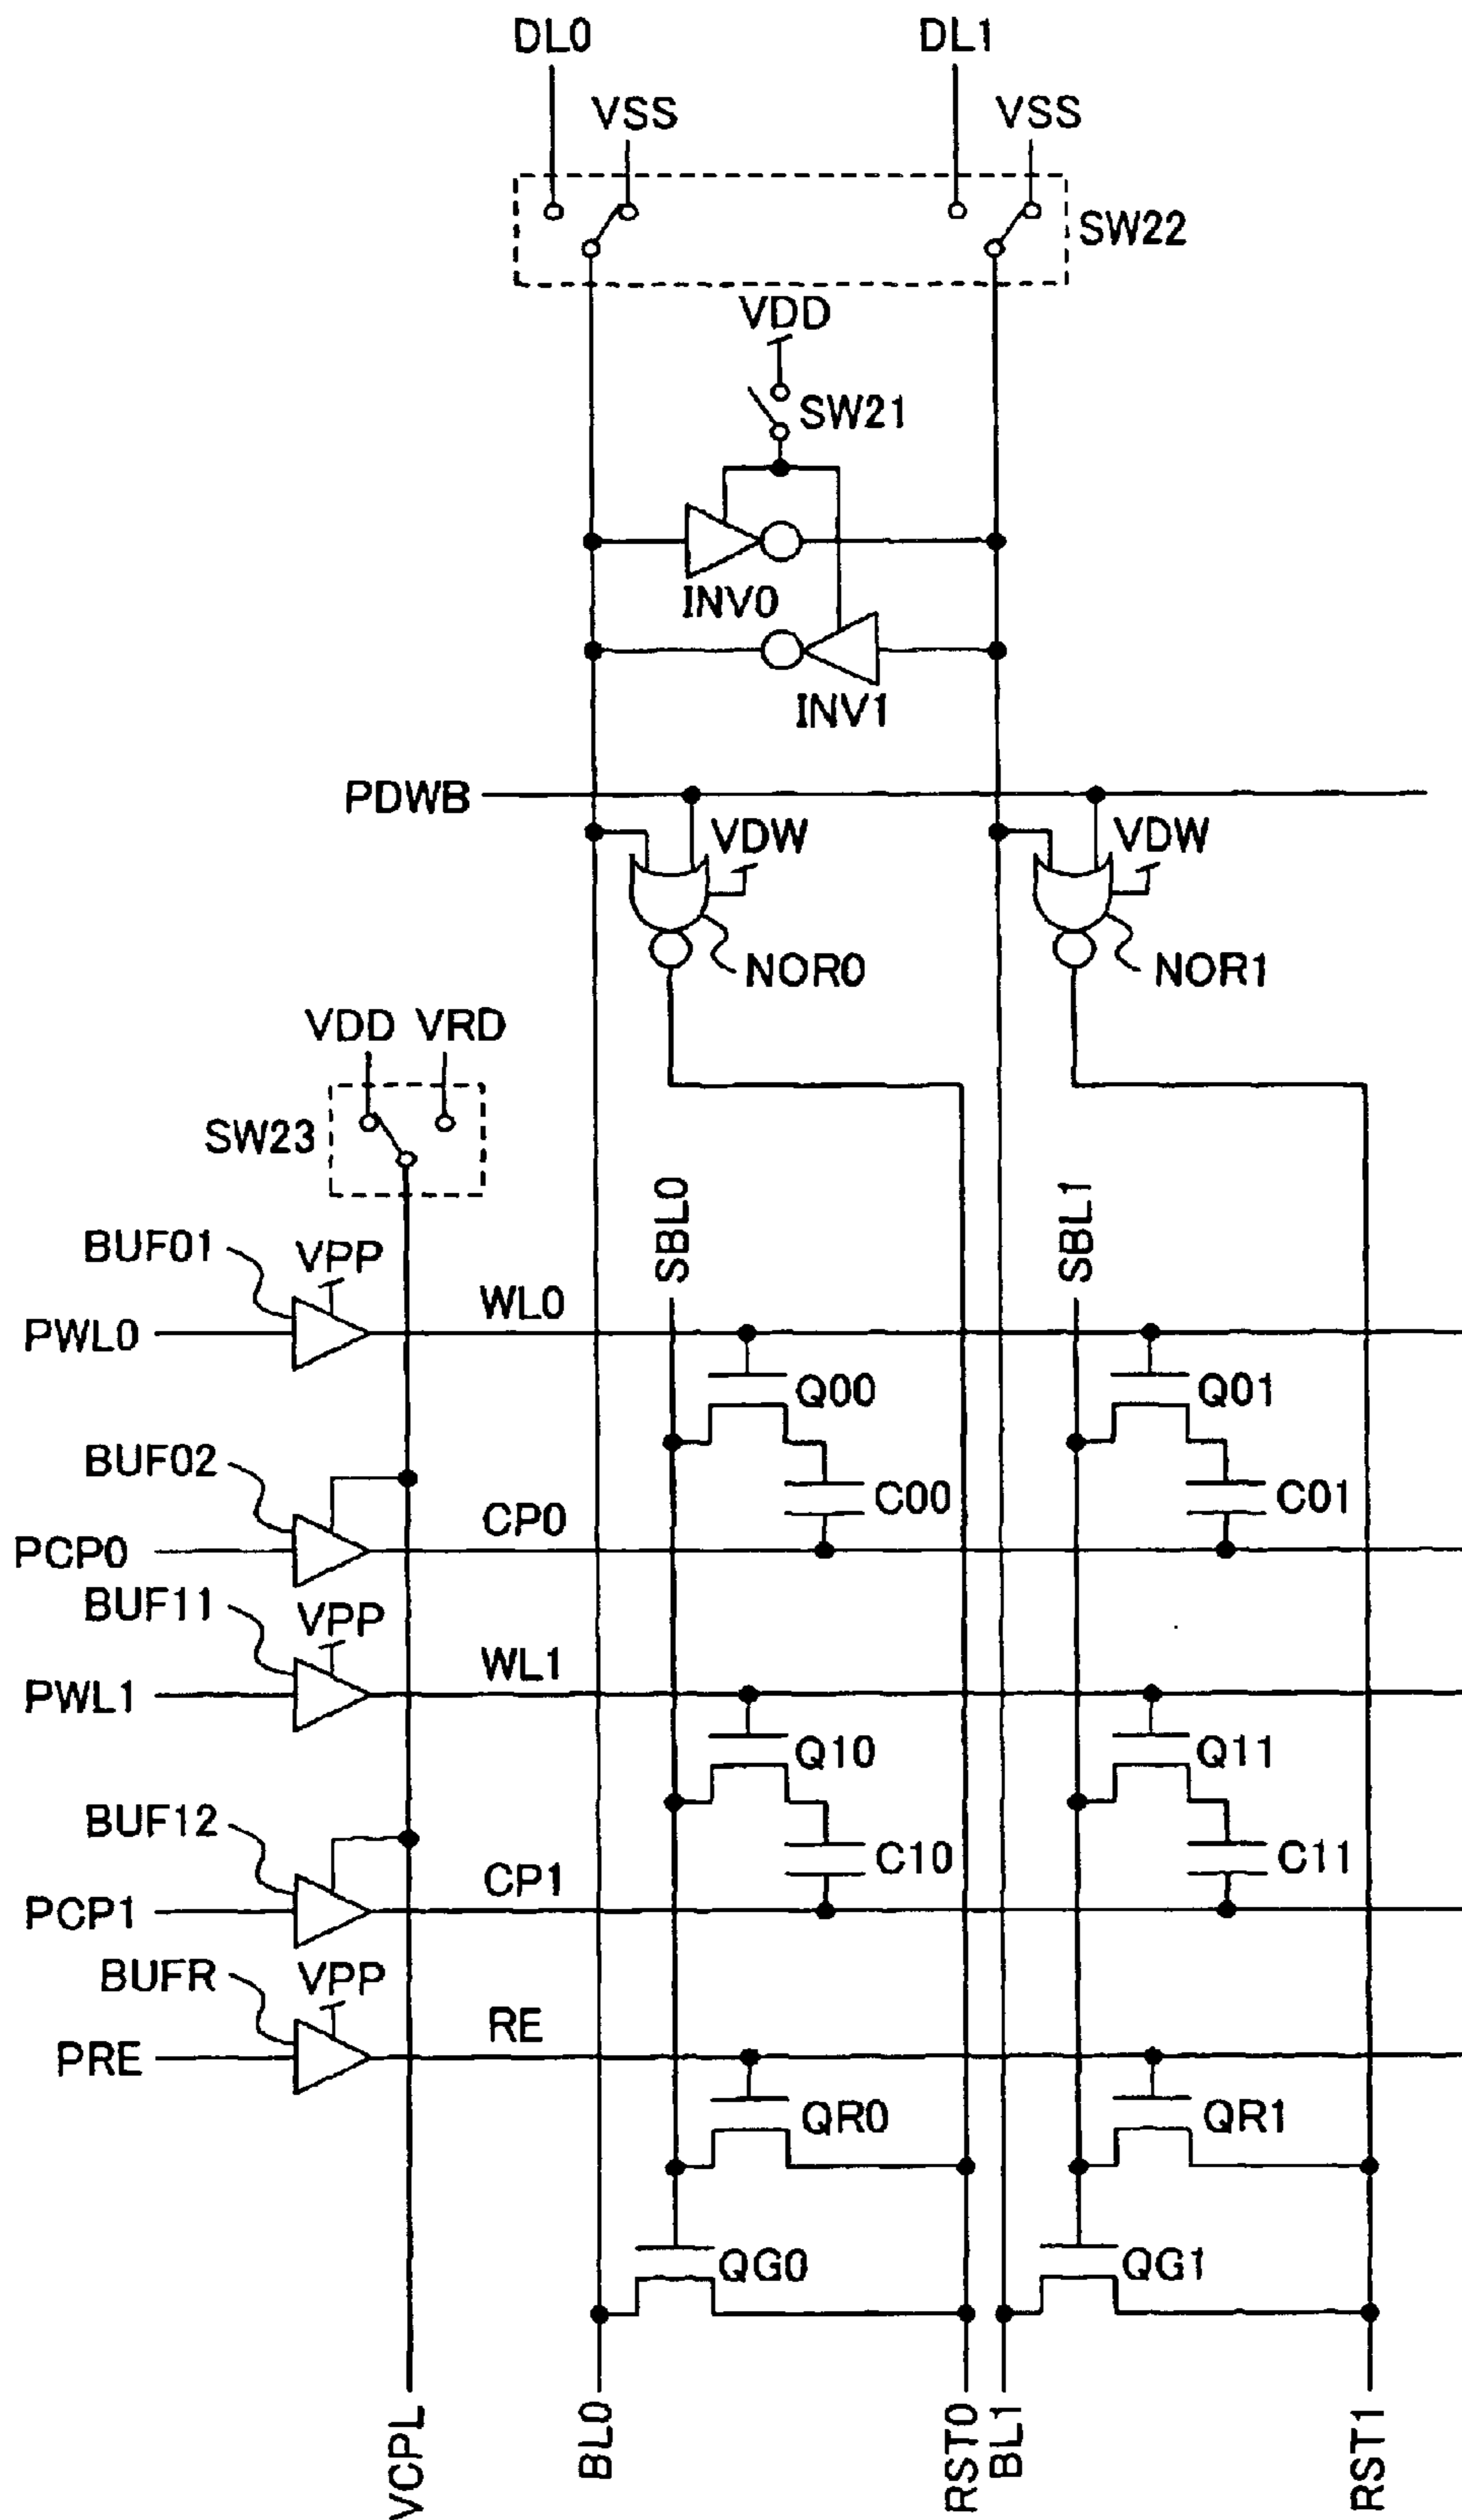 DL0 DL1
VSS VSS
SW22
VDD
SW21
INV0
INV1
PDWB
VDW VDW
NOR0 NOR1
VDD VRD
SW23
SBL0 SBL1
BUF01 VPP
WL0
PWL0
Q00 Q01
BUF02
C00 C01
CP0
PCP0
BUF11 VPP
WL1
PWL1
Q10 Q11
BUF12
C10 C11
CP1
PCP1
BUFR VPP
RE
PRE
QR0 QR1
QG0 QG1
VCPL BL0 RST0 BL1 RST1